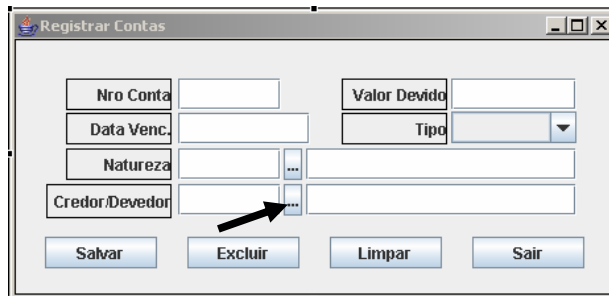 Registrar Contas
Nro Conta Valor Devido
Data Venc. Tipo
Natureza ...
Credor/Devedor ...
Salvar Excluir Limpar Sair